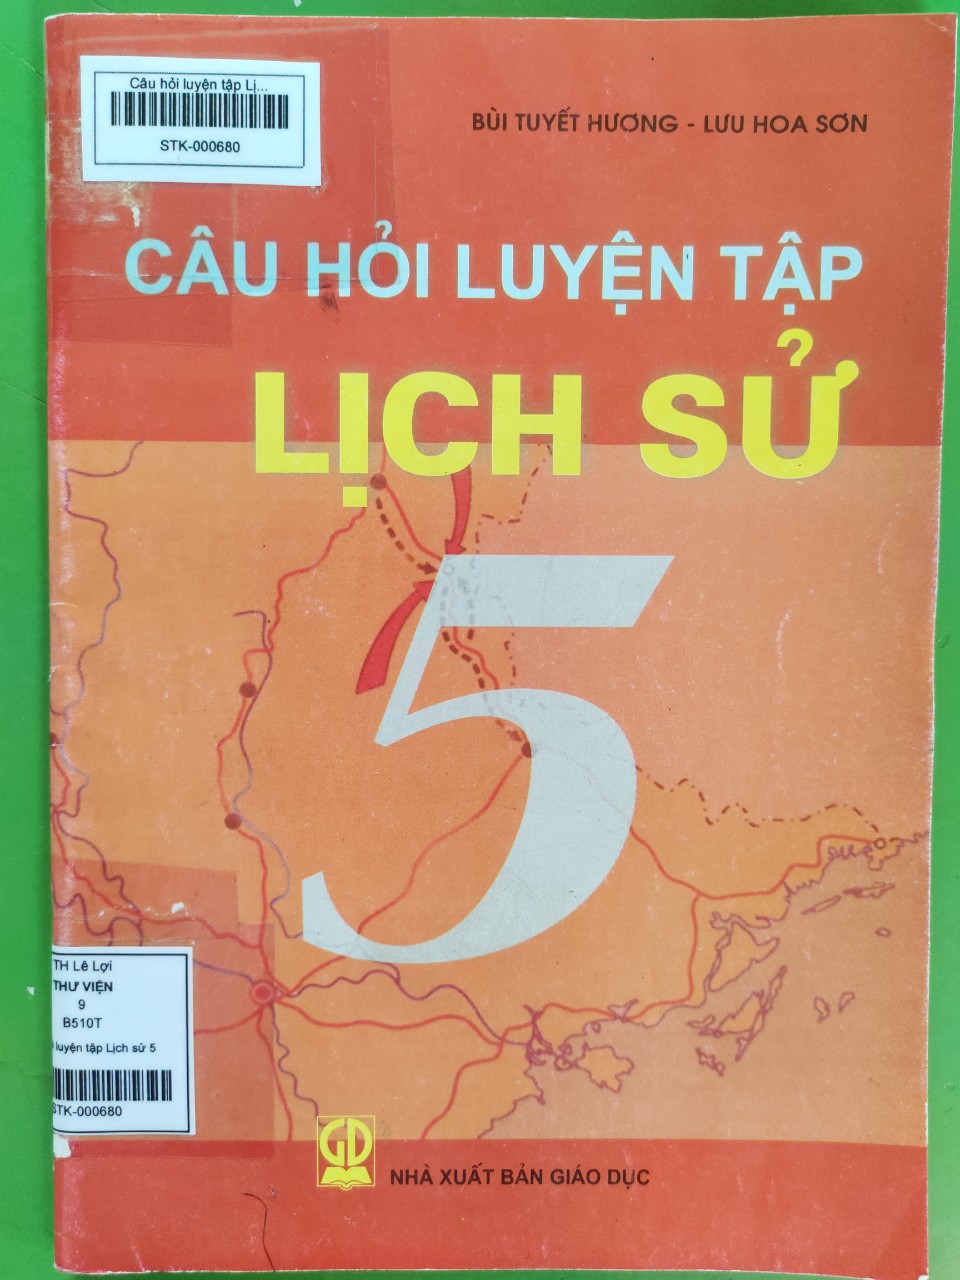 Câu hỏi luyện tập Lị...
STK-000680
BÙI TUYẾT HƯƠNG - LƯU HOA SƠN
CÂU HỎI LUYỆN TẬP
LỊCH SỬ
5
TH Lê Lợi
THƯ VIỆN
9
B510T
luyện tập Lịch sử 5
STK-000680
GD
NHÀ XUẤT BẢN GIÁO DỤC